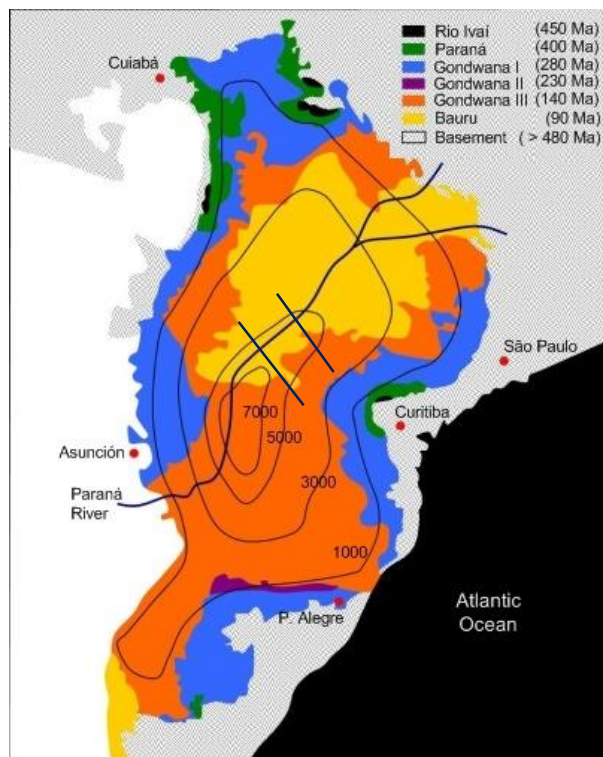 Rio Ivaí (450 Ma)
Paraná (400 Ma)
Gondwana I (280 Ma)
Gondwana II (230 Ma)
Gondwana III (140 Ma)
Bauru (90 Ma)
Basement ( > 480 Ma)
Cuiabá
São Paulo
Curitiba
7000
5000
Asunción
3000
Paraná
River
1000
P. Alegre
Atlantic
Ocean